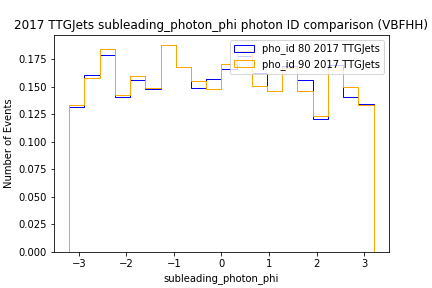 2017 TTGJets subleading_photon_phi photon ID comparison (VBFHH)
pho_id 80 2017 TTGJets
pho_id 90 2017 TTGJets
Number of Events
0.175
0.150
0.125
0.100
0.075
0.050
0.025
0.000
−3 −2 −1 0 1 2 3
subleading_photon_phi